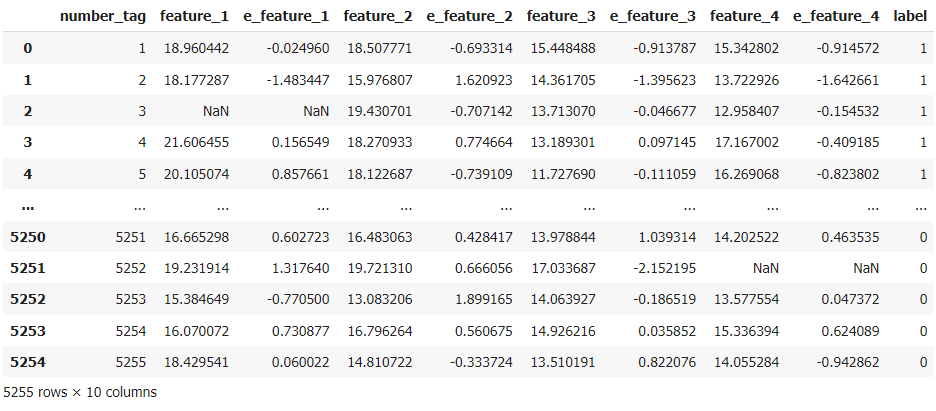 number_tag feature_1 e_feature_1 feature_2 e_feature_2 feature_3 e_feature_3 feature_4 e_feature_4 label
0 1 18.960442 -0.024960 18.507771 -0.693314 15.448488 -0.913787 15.342802 -0.914572 1
1 2 18.177287 -1.483447 15.976807 1.620923 14.361705 -1.395623 13.722926 -1.642661 1
2 3 NaN NaN 19.430701 -0.707142 13.713070 -0.046677 12.958407 -0.154532 1
3 4 21.606455 0.156549 18.270933 0.774664 13.189301 0.097145 17.167002 -0.409185 1
4 5 20.105074 0.857661 18.122687 -0.739109 11.727690 -0.111059 16.269068 -0.823802 1
... ... ... ... ... ... ... ... ... ... ...
5250 5251 16.665298 0.602723 16.483063 0.428417 13.978844 1.039314 14.202522 0.463535 0
5251 5252 19.231914 1.317640 19.721310 0.666056 17.033687 -2.152195 NaN NaN 0
5252 5253 15.384649 -0.770500 13.083206 1.899165 14.063927 -0.186519 13.577554 0.047372 0
5253 5254 16.070072 0.730877 16.796264 0.560675 14.926216 0.035852 15.336394 0.624089 0
5254 5255 18.429541 0.060022 14.810722 -0.333724 13.510191 0.822076 14.055284 -0.942862 0
5255 rows × 10 columns